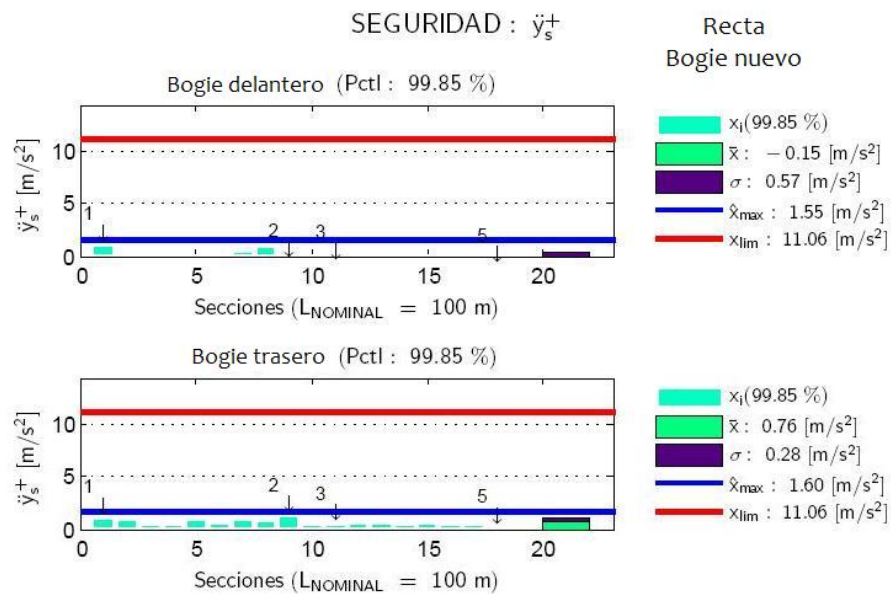 SEGURIDAD : ÿₛ⁺
Recta
Bogie nuevo
Bogie delantero (Pctl : 99.85 %)
ÿₛ⁺ [m/s²]
10
5
0
1
2
3
5
0 5 10 15 20
Secciones (L_NOMINAL = 100 m)
xᵢ(99.85 %)
x̄ : −0.15 [m/s²]
σ : 0.57 [m/s²]
x̂max : 1.55 [m/s²]
xlim : 11.06 [m/s²]
Bogie trasero (Pctl : 99.85 %)
ÿₛ⁺ [m/s²]
10
5
0
1
2
3
5
0 5 10 15 20
Secciones (L_NOMINAL = 100 m)
xᵢ(99.85 %)
x̄ : 0.76 [m/s²]
σ : 0.28 [m/s²]
x̂max : 1.60 [m/s²]
xlim : 11.06 [m/s²]